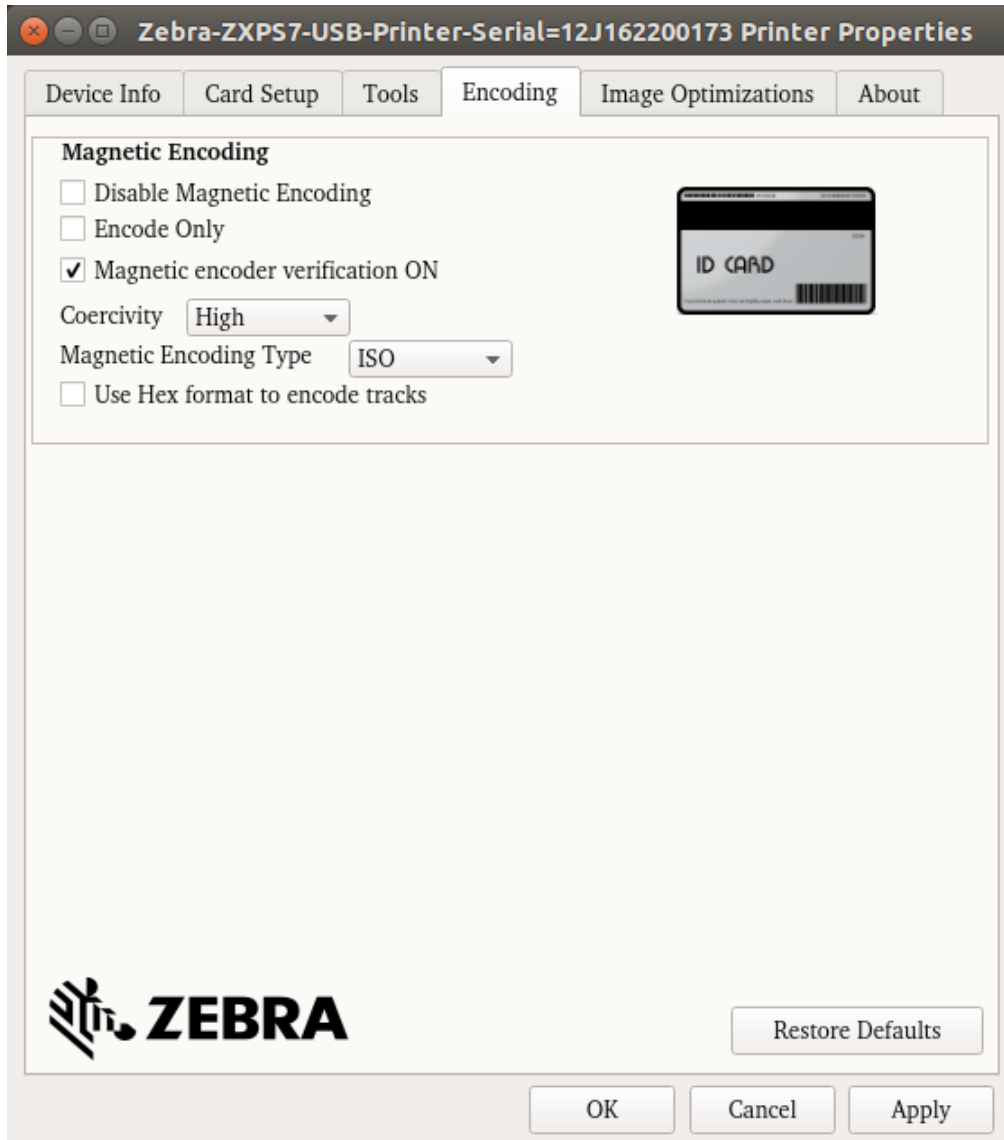 Zebra-ZXPS7-USB-Printer-Serial=12J162200173 Printer Properties
Device Info Card Setup Tools Encoding Image Optimizations About
Magnetic Encoding
Disable Magnetic Encoding
Encode Only
Magnetic encoder verification ON
Coercivity High
Magnetic Encoding Type ISO
Use Hex format to encode tracks
ID CARD
ZEBRA
Restore Defaults
OK Cancel Apply